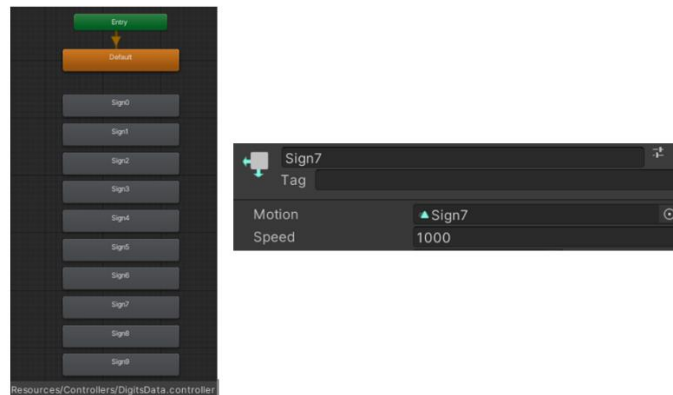 Entry
Default
Sign0
Sign1
Sign2
Sign3
Sign4
Sign5
Sign6
Sign7
Sign8
Sign9
Resources/Controllers/DigitsData.controller
Sign7
Tag
Motion Sign7
Speed 1000